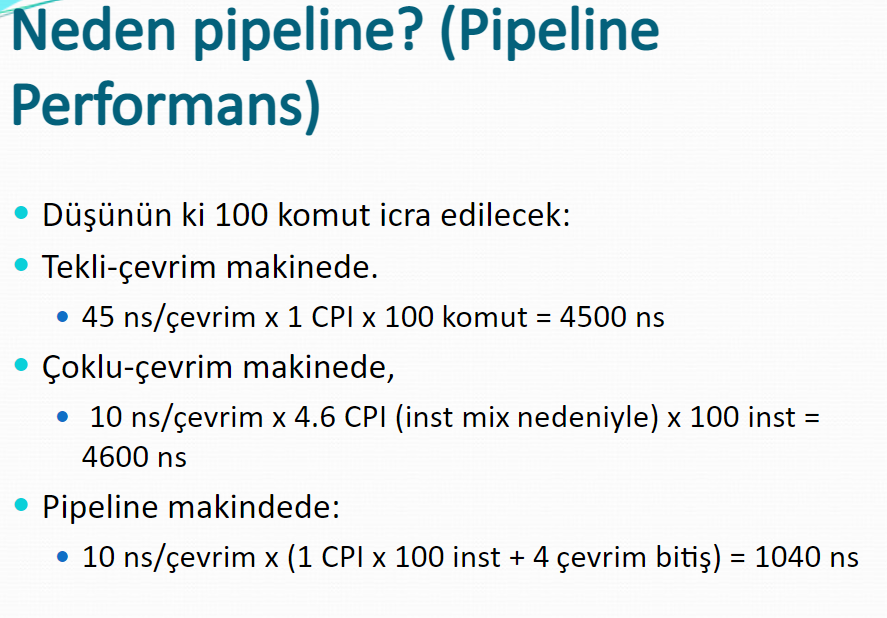 Neden pipeline? (Pipeline
Performans)
• Düşünün ki 100 komut icra edilecek:
• Tekli-çevrim makinede.
• 45 ns/çevrim x 1 CPI x 100 komut = 4500 ns
• Çoklu-çevrim makinede,
• 10 ns/çevrim x 4.6 CPI (inst mix nedeniyle) x 100 inst =
4600 ns
• Pipeline makindede:
• 10 ns/çevrim x (1 CPI x 100 inst + 4 çevrim bitiş) = 1040 ns